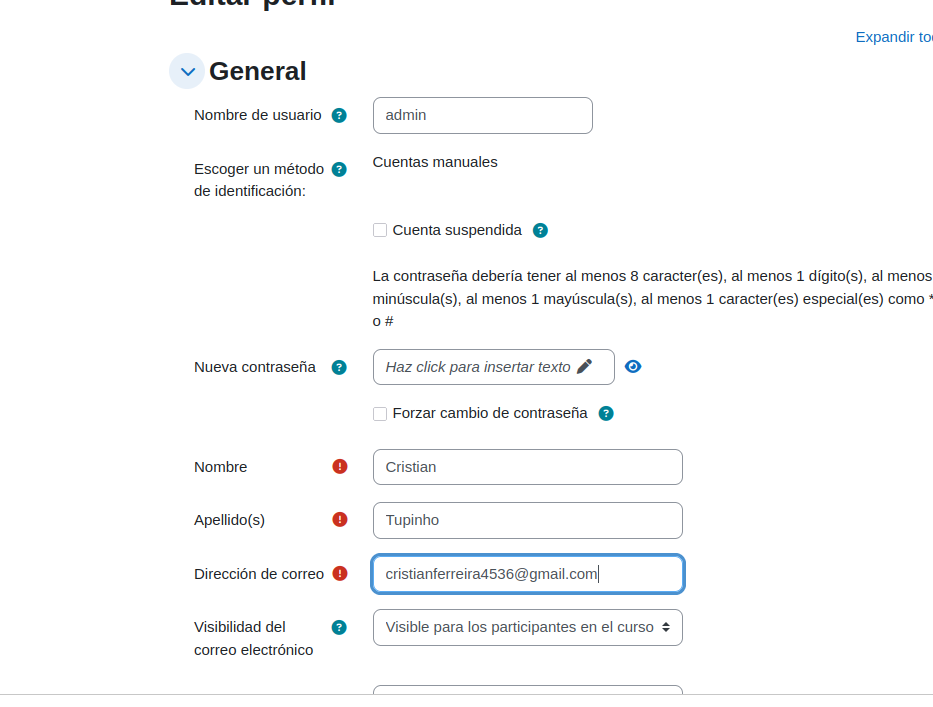 Editar perfil
Expandir to
General
Nombre de usuario
admin
Escoger un método
de identificación:
Cuentas manuales
Cuenta suspendida
La contraseña debería tener al menos 8 caracter(es), al menos 1 dígito(s), al menos
minúscula(s), al menos 1 mayúscula(s), al menos 1 caracter(es) especial(es) como *
o #
Nueva contraseña
Haz click para insertar texto
Forzar cambio de contraseña
Nombre
Cristian
Apellido(s)
Tupinho
Dirección de correo
cristianferreira4536@gmail.com
Visibilidad del
correo electrónico
Visible para los participantes en el curso